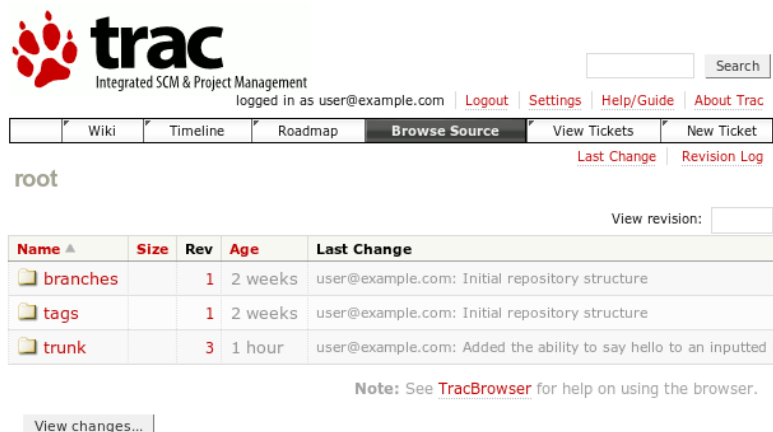 trac
Integrated SCM & Project Management
Search
logged in as user@example.com Logout Settings Help/Guide About Trac
Wiki Timeline Roadmap Browse Source View Tickets New Ticket
Last Change Revision Log
root
View revision:
Name Size Rev Age Last Change
branches 1 2 weeks user@example.com: Initial repository structure
tags 1 2 weeks user@example.com: Initial repository structure
trunk 3 1 hour user@example.com: Added the ability to say hello to an inputted
Note: See TracBrowser for help on using the browser.
View changes...